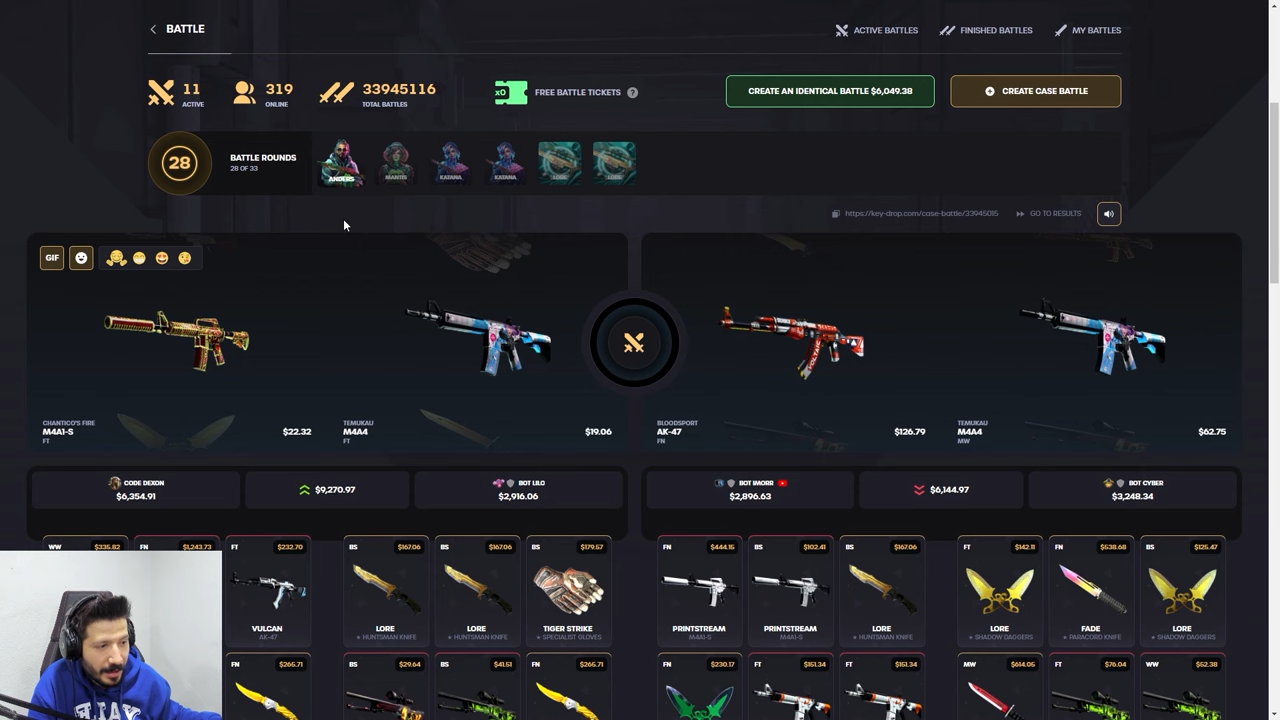 BATTLE
ACTIVE BATTLES
FINISHED BATTLES
MY BATTLES
11
ACTIVE
319
ONLINE
33945116
TOTAL BATTLES
x0
FREE BATTLE TICKETS ?
CREATE AN IDENTICAL BATTLE $6,049.38
CREATE CASE BATTLE
28
BATTLE ROUNDS
28 OF 33
ANDERS
MANTIS
KATANA
KATANA
LORE
LORE
https://key-drop.com/case-battle/33945015
GO TO RESULTS
GIF
CHANTICO'S FIRE
M4A1-S
FT
$22.32
TEMUKAU
M4A4
FT
$19.06
BLOODSPORT
AK-47
FN
$126.79
TEMUKAU
M4A4
MW
$62.75
CODE DEXON
$6,354.91
$9,270.97
BOT LILO
$2,916.06
BOT IMORR
$2,896.63
$6,144.97
BOT CYBER
$3,248.34
WW $335.82
FN $1,243.73
FT $232.70
BS $167.06
BS $167.06
BS $179.57
FN $444.15
BS $102.41
BS $167.06
FT $142.11
FN $538.68
BS $125.47
VULCAN
AK-47
LORE
★ HUNTSMAN KNIFE
LORE
★ HUNTSMAN KNIFE
TIGER STRIKE
★ SPECIALIST GLOVES
PRINTSTREAM
M4A1-S
PRINTSTREAM
M4A1-S
LORE
★ HUNTSMAN KNIFE
LORE
★ SHADOW DAGGERS
FADE
★ PARACORD KNIFE
LORE
★ SHADOW DAGGERS
FN $265.71
BS $29.64
BS $41.51
FN $265.71
FN $230.17
FT $151.34
FT $151.34
MW $614.05
FT $76.04
WW $52.38